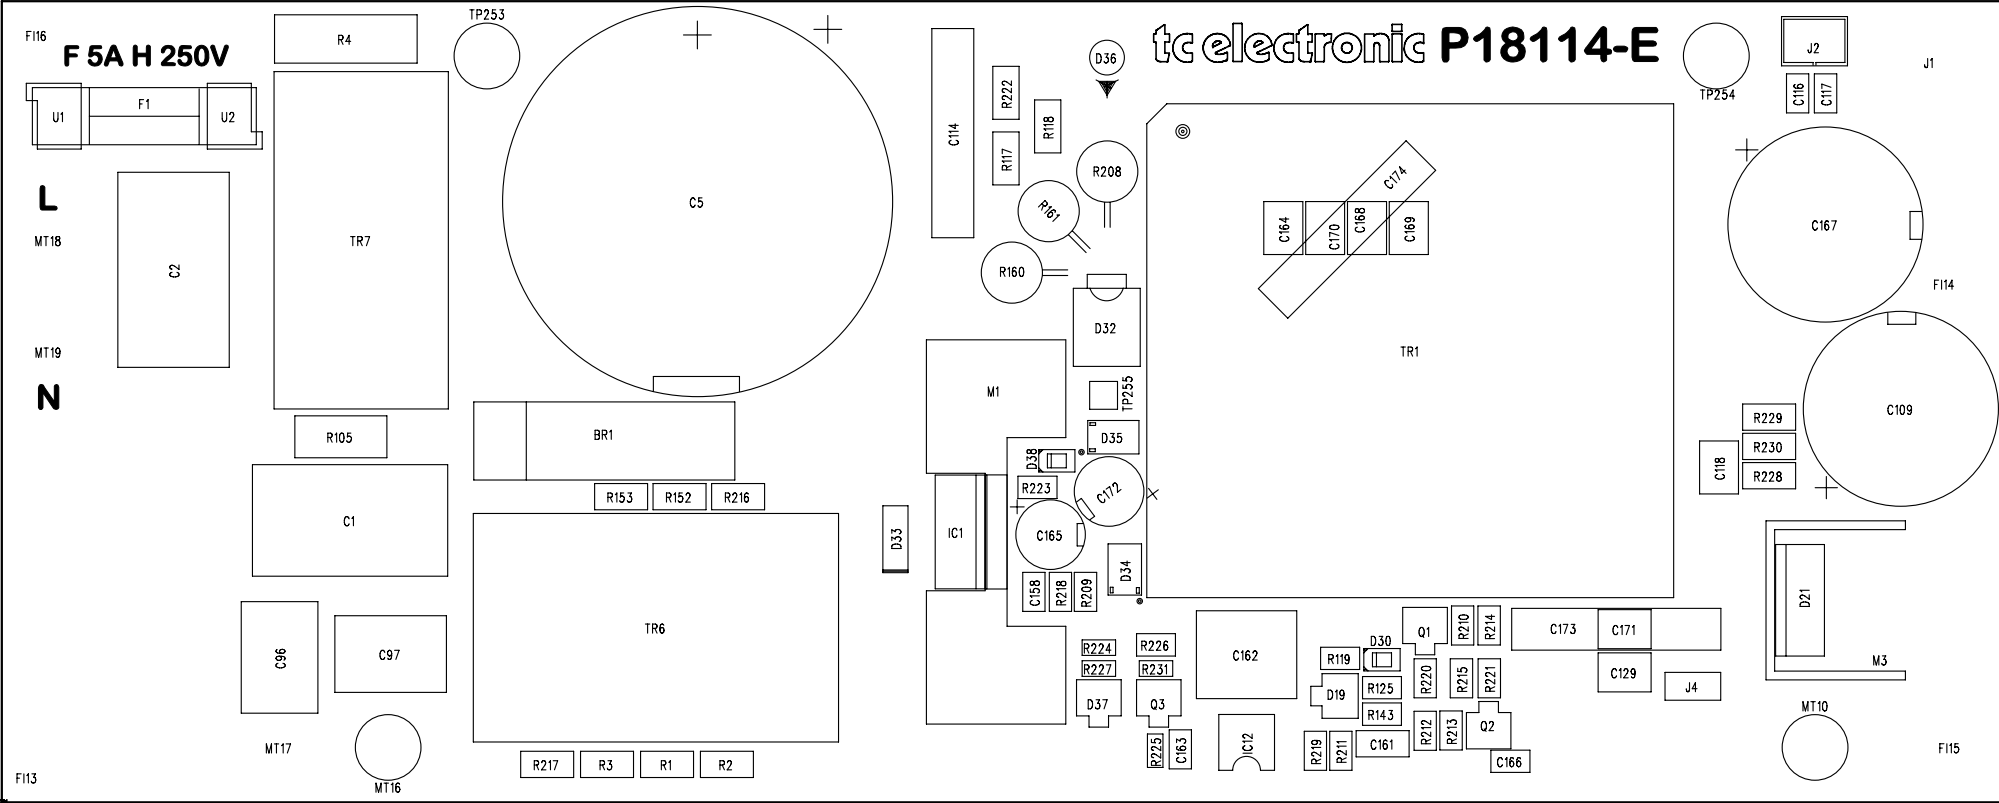 FI16
F 5A H 250V
R4
TP253
D36
tc electronic P18114-E
TP254
J2
J1
U1
F1
U2
R222
R118
R117
C114
C116
C117
L
MT18
C2
TR7
C5
R208
R161
R160
C174
C164
C170
C168
C169
C167
FI14
MT19
N
D32
TR1
M1
TP255
C109
R105
BR1
D35
D38
R229
R230
R228
C118
R153
R152
R216
R223
C172
C1
D33
IC1
C165
D34
C158
R218
R209
D21
C96
C97
TR6
R224
R227
R226
R231
C162
R119
D30
Q1
R210
R214
C173
C171
C129
M3
J4
D37
Q3
D19
R125
R143
R220
R215
R221
MT10
MT17
MT16
R225
C163
IC12
R219
R211
C161
R212
R213
Q2
C166
FI15
FI13
R217
R3
R1
R2